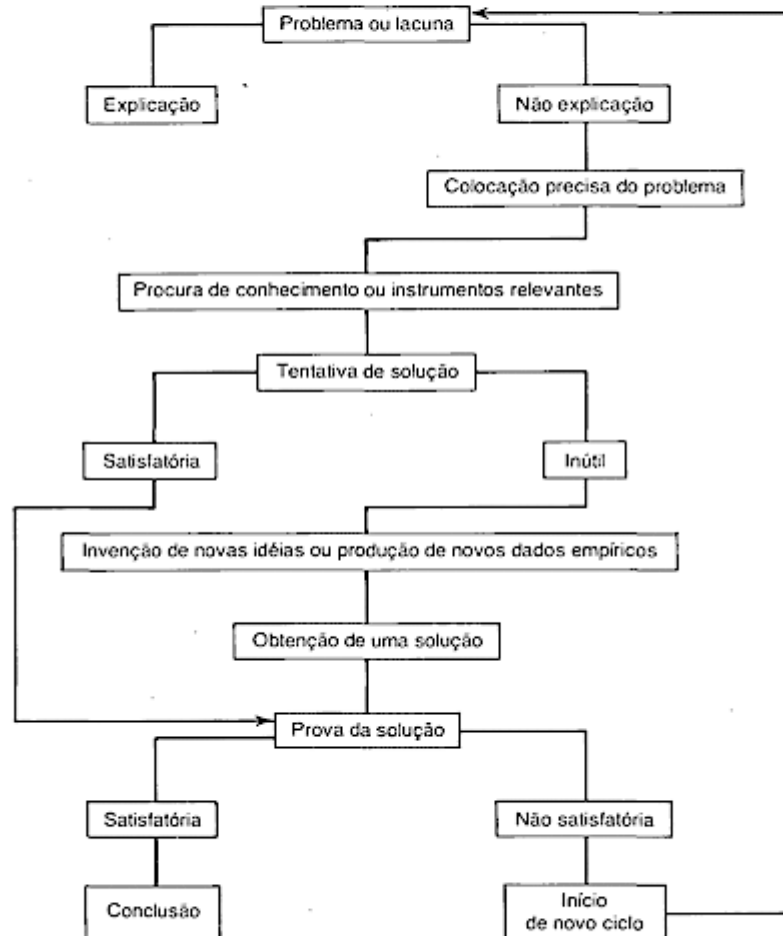 Problema ou lacuna
Explicação
Não explicação
Colocação precisa do problema
Procura de conhecimento ou instrumentos relevantes
Tentativa de solução
Satisfatória
Inútil
Invenção de novas idéias ou produção de novos dados empíricos
Obtenção de uma solução
Prova da solução
Satisfatória
Não satisfatória
Conclusão
Início
de novo ciclo